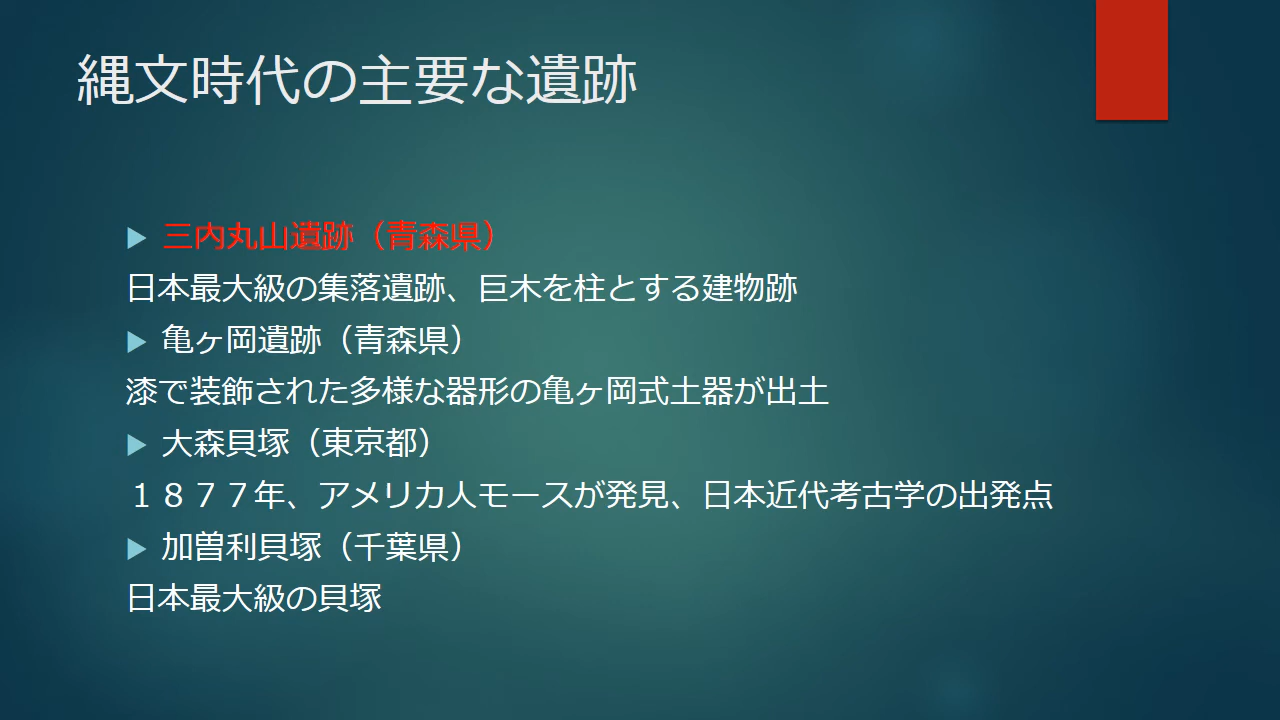 縄文時代の主要な遺跡
三内丸山遺跡（青森県）
日本最大級の集落遺跡、巨木を柱とする建物跡
亀ヶ岡遺跡（青森県）
漆で装飾された多様な器形の亀ヶ岡式土器が出土
大森貝塚（東京都）
１８７７年、アメリカ人モースが発見、日本近代考古学の出発点
加曽利貝塚（千葉県）
日本最大級の貝塚